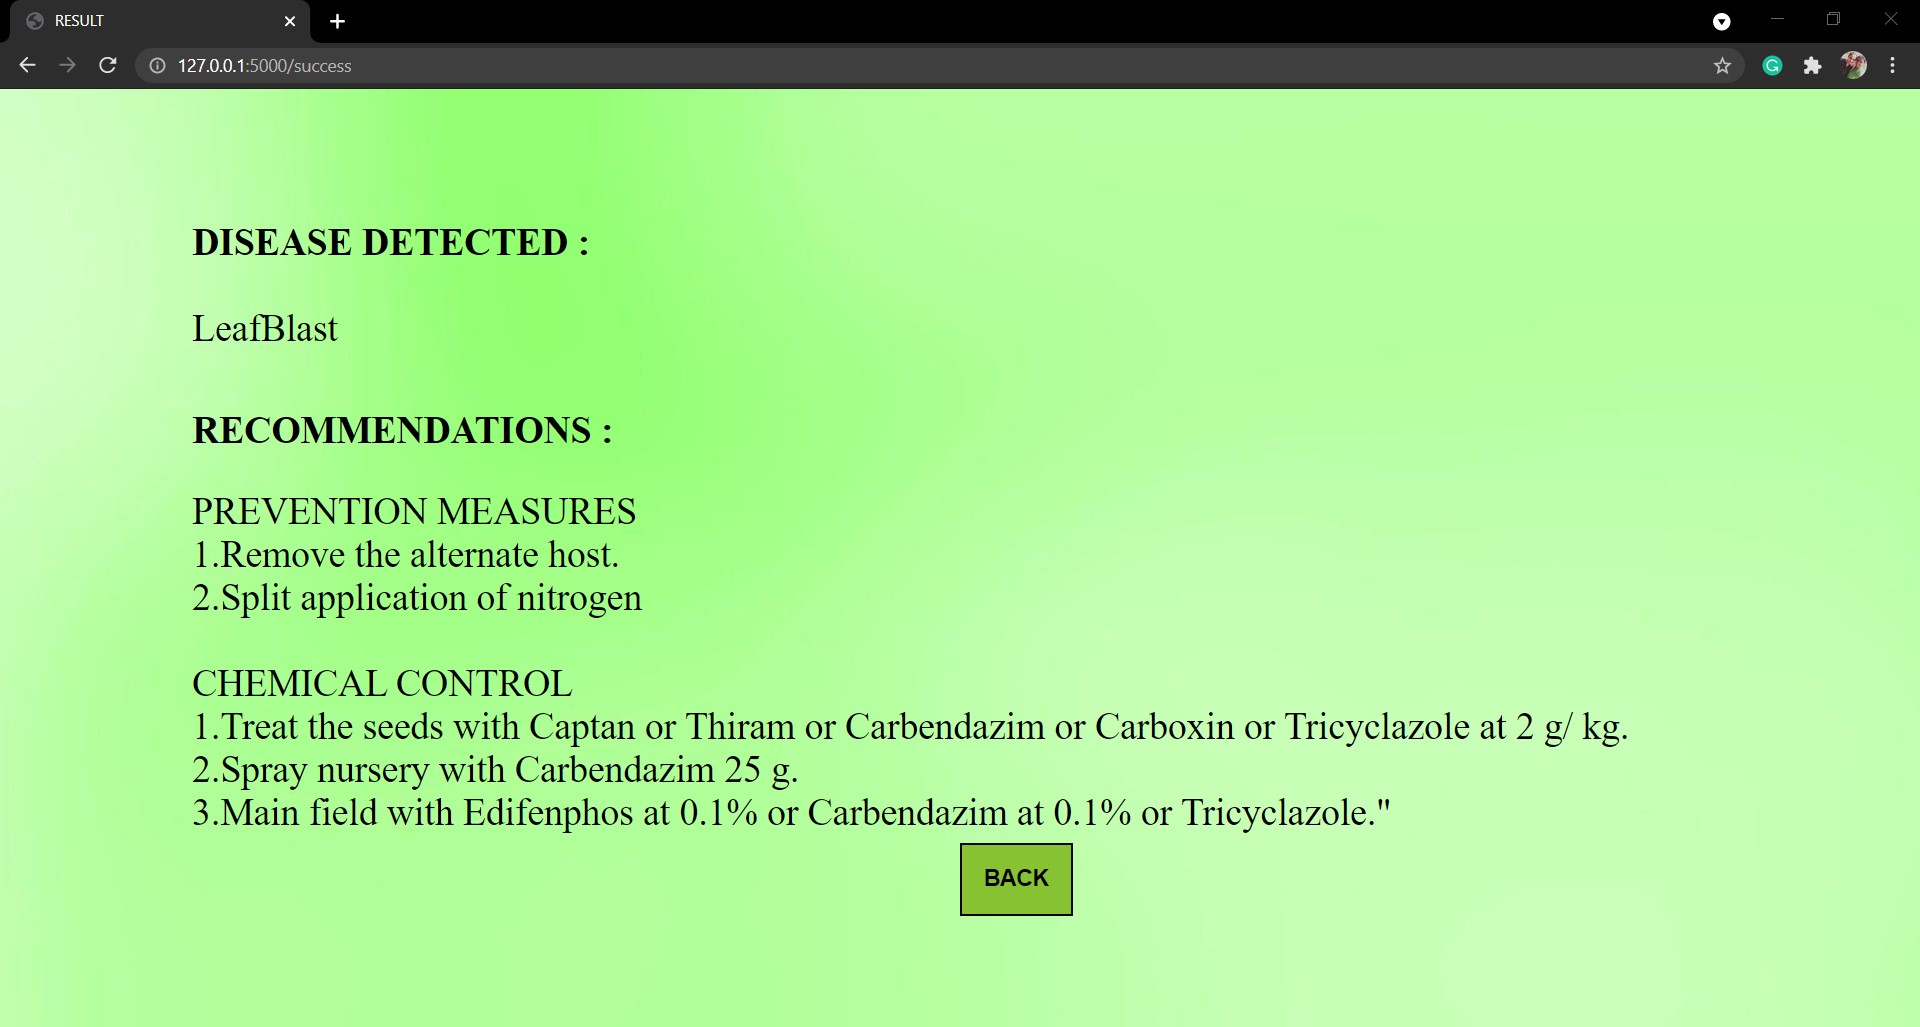 RESULT
127.0.0.1:5000/success
DISEASE DETECTED :
LeafBlast
RECOMMENDATIONS :
PREVENTION MEASURES
1.Remove the alternate host.
2.Split application of nitrogen
CHEMICAL CONTROL
1.Treat the seeds with Captan or Thiram or Carbendazim or Carboxin or Tricyclazole at 2 g/ kg.
2.Spray nursery with Carbendazim 25 g.
3.Main field with Edifenphos at 0.1% or Carbendazim at 0.1% or Tricyclazole."
BACK